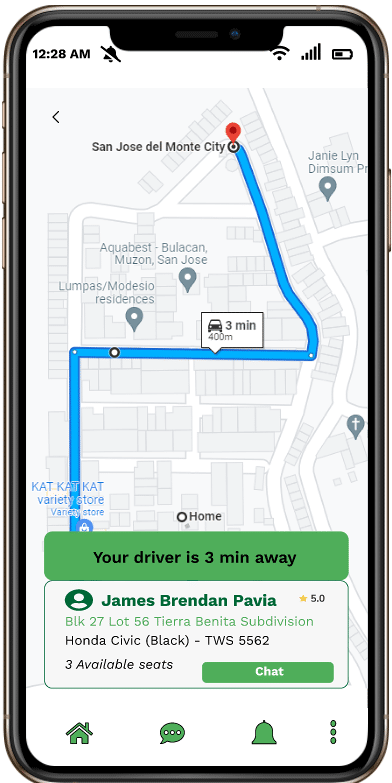 12:28 AM
San Jose del Monte City
Janie Lyn
Dimsum Pr
Aquabest - Bulacan,
Muzon, San Jose
Lumpas/Modesio
residences
3 min
400m
KAT KAT KAT
variety store
Variety store
Home
Your driver is 3 min away
James Brendan Pavia
5.0
Blk 27 Lot 56 Tierra Benita Subdivision
Honda Civic (Black) - TWS 5562
3 Available seats
Chat